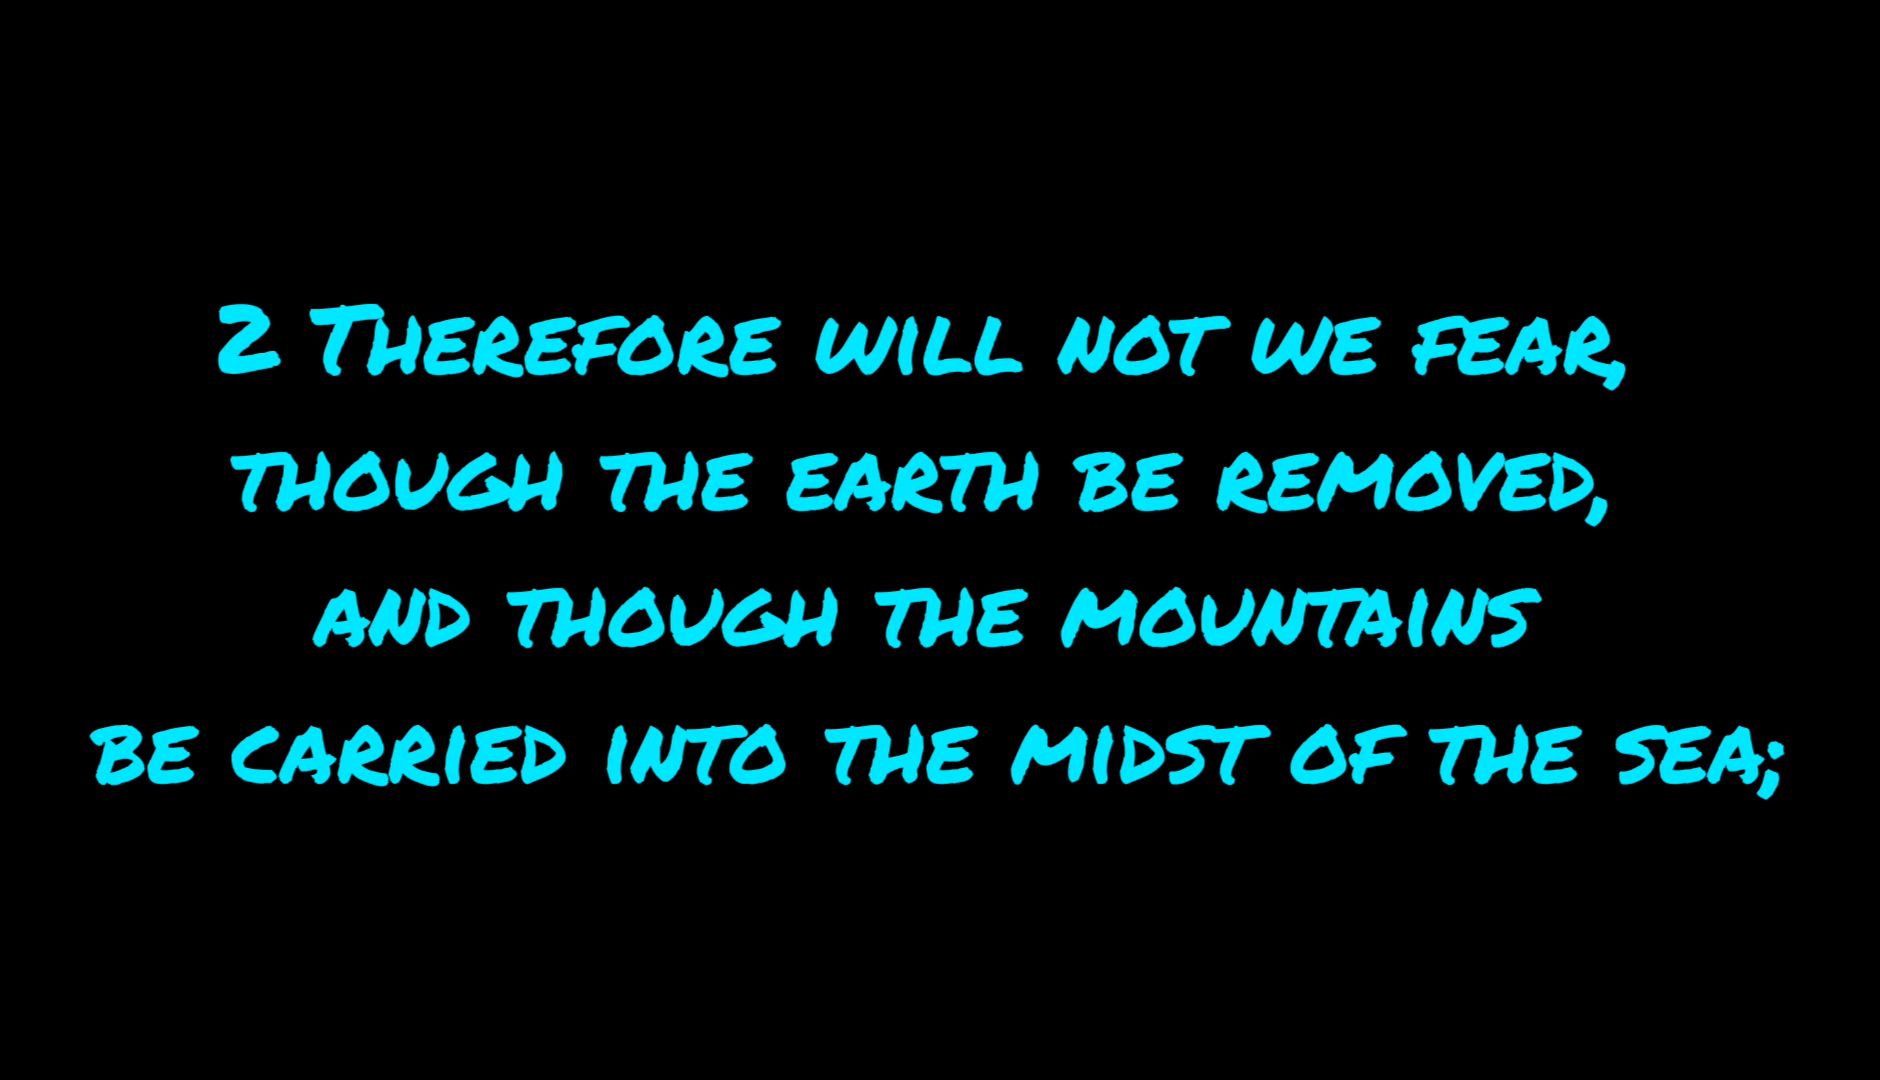 2 Therefore will not we fear,
though the earth be removed,
and though the mountains
be carried into the midst of the sea;